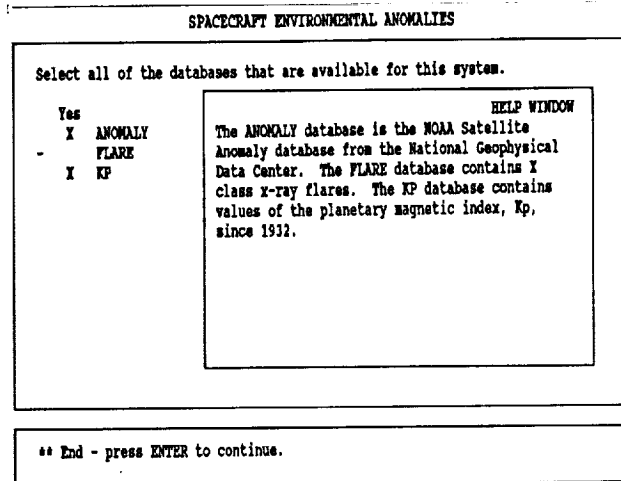 SPACECRAFT ENVIRONMENTAL ANOMALIES
Select all of the databases that are available for this system.
Yes
X ANOMALY
- FLARE
X KP
HELP WINDOW
The ANOMALY database is the NOAA Satellite
Anomaly database from the National Geophysical
Data Center. The FLARE database contains X
class x-ray flares. The KP database contains
values of the planetary magnetic index, Kp,
since 1932.
** End - press ENTER to continue.